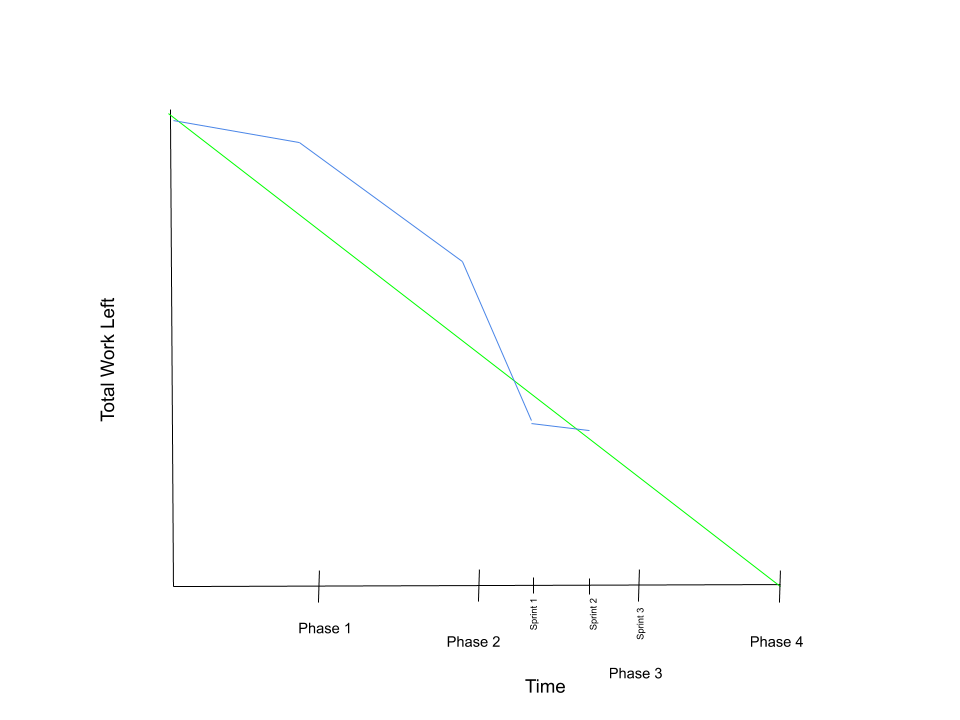 Total Work Left
Sprint 1
Sprint 2
Sprint 3
Phase 1
Phase 2
Phase 4
Phase 3
Time